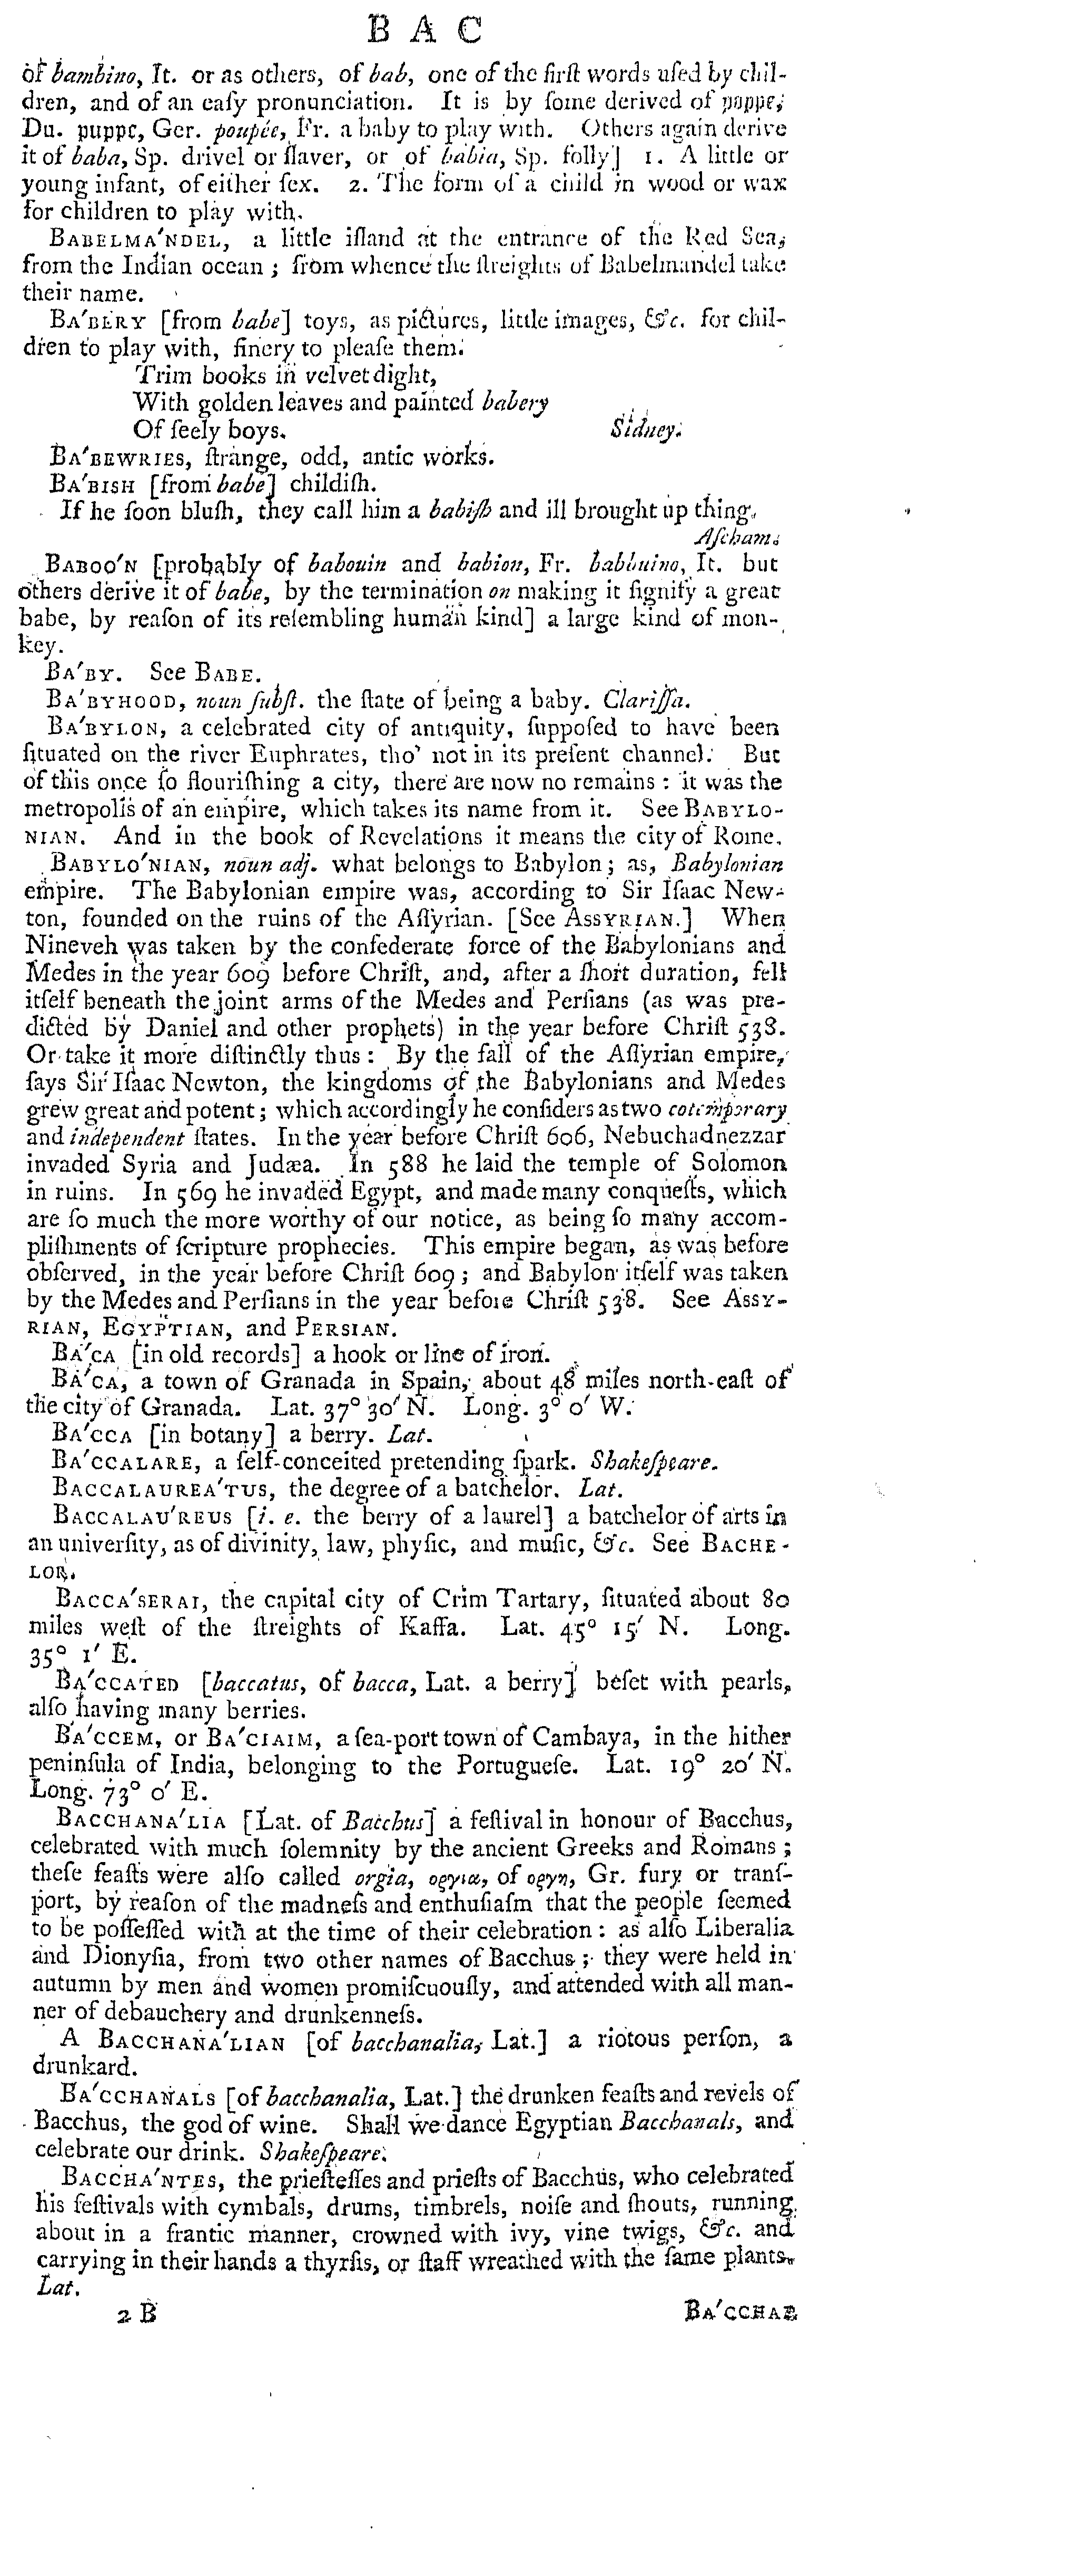 B A C
of bambino, It. or as others, of bab, one of the firſt words uſed by chil-
dren, and of an eaſy pronunciation. It is by ſome derived of poppe,
Du. puppe, Ger. poupée, Fr. a baby to play with. Others again derive
it of baba, Sp. drivel or ſlaver, or of babia, Sp. folly] 1. A little or
young infant, of either ſex. 2. The form of a child in wood or wax
for children to play with.
BABELMA'NDEL, a little iſland at the entrance of the Red Sea,
from the Indian ocean; from whence the ſtreights of Babelmandel take
their name.
BA'BERY [from babe] toys, as pictures, little images, &c. for chil-
dren to play with, finery to pleaſe them.
Trim books in velvet dight,
With golden leaves and painted babery
Of ſeely boys. Sidney.
BA'BEWRIES, ſtrange, odd, antic works.
BA'BISH [from babe] childiſh.
If he ſoon bluſh, they call him a babiſh and ill brought up thing.
Aſcham.
BABOO'N [probably of babouin and babion, Fr. babbuino, It. but
others derive it of babe, by the termination on making it ſignify a great
babe, by reaſon of its reſembling human kind] a large kind of mon-
key.
BA'BY. See BABE.
BA'BYHOOD, noun ſubſt. the ſtate of being a baby. Clariſſa.
BA'BYLON, a celebrated city of antiquity, ſuppoſed to have been
ſituated on the river Euphrates, tho' not in its preſent channel. But
of this once ſo flouriſhing a city, there are now no remains: it was the
metropolis of an empire, which takes its name from it. See BABYLO-
NIAN. And in the book of Revelations it means the city of Rome.
BABYLO'NIAN, noun adj. what belongs to Babylon; as, Babylonian
empire. The Babylonian empire was, according to Sir Iſaac New-
ton, founded on the ruins of the Aſſyrian. [See ASSYRIAN.] When
Nineveh was taken by the confederate force of the Babylonians and
Medes in the year 609 before Chriſt, and, after a ſhort duration, fell
itſelf beneath the joint arms of the Medes and Perſians (as was pre-
dicted by Daniel and other prophets) in the year before Chriſt 538.
Or take it more diſtinctly thus: By the fall of the Aſſyrian empire,
ſays Sir Iſaac Newton, the kingdoms of the Babylonians and Medes
grew great and potent; which accordingly he conſiders as two cotemporary
and independent ſtates. In the year before Chriſt 606, Nebuchadnezzar
invaded Syria and Judæa. In 588 he laid the temple of Solomon
in ruins. In 569 he invaded Egypt, and made many conqueſts, which
are ſo much the more worthy of our notice, as being ſo many accom-
pliſhments of ſcripture prophecies. This empire began, as was before
obſerved, in the year before Chriſt 609; and Babylon itſelf was taken
by the Medes and Perſians in the year before Chriſt 538. See ASSY-
RIAN, EGYPTIAN, and PERSIAN.
BA'CA [in old records] a hook or line of iron.
BA'CA, a town of Granada in Spain, about 48 miles north-eaſt of
the city of Granada. Lat. 37° 30' N. Long. 3° 0' W.
BA'CCA [in botany] a berry. Lat.
BA'CCALARE, a ſelf-conceited pretending ſpark. Shakeſpeare.
BACCALAUREA'TUS, the degree of a batchelor. Lat.
BACCALAU'REUS [i. e. the berry of a laurel] a batchelor of arts in
an univerſity, as of divinity, law, phyſic, and muſic, &c. See BACHE-
LOR.
BACCA'SERAI, the capital city of Crim Tartary, ſituated about 80
miles weſt of the ſtreights of Kaffa. Lat. 45° 15' N. Long.
35° 1' E.
BA'CCATED [baccatus, of bacca, Lat. a berry] beſet with pearls,
alſo having many berries.
BA'CCEM, or BA'CIAIM, a ſea-port town of Cambaya, in the hither
peninſula of India, belonging to the Portugueſe. Lat. 19° 20' N.
Long. 73° 0' E.
BACCHANA'LIA [Lat. of Bacchus] a feſtival in honour of Bacchus,
celebrated with much ſolemnity by the ancient Greeks and Romans;
theſe feaſts were alſo called orgia, οργια, of οργη, Gr. fury or tranſ-
port, by reaſon of the madneſs and enthuſiaſm that the people ſeemed
to be poſſeſſed with at the time of their celebration: as alſo Liberalia
and Dionyſia, from two other names of Bacchus; they were held in
autumn by men and women promiſcuouſly, and attended with all man-
ner of debauchery and drunkenneſs.
A BACCHANA'LIAN [of bacchanalia, Lat.] a riotous perſon, a
drunkard.
BA'CCHANALS [of bacchanalia, Lat.] the drunken feaſts and revels of
Bacchus, the god of wine. Shall we dance Egyptian Bacchanals, and
celebrate our drink. Shakeſpeare.
BACCHA'NTES, the prieſteſſes and prieſts of Bacchus, who celebrated
his feſtivals with cymbals, drums, timbrels, noiſe and ſhouts, running
about in a frantic manner, crowned with ivy, vine twigs, &c. and
carrying in their hands a thyrſis, or ſtaff wreathed with the ſame plants.
Lat.
2 B BA'CCHAR